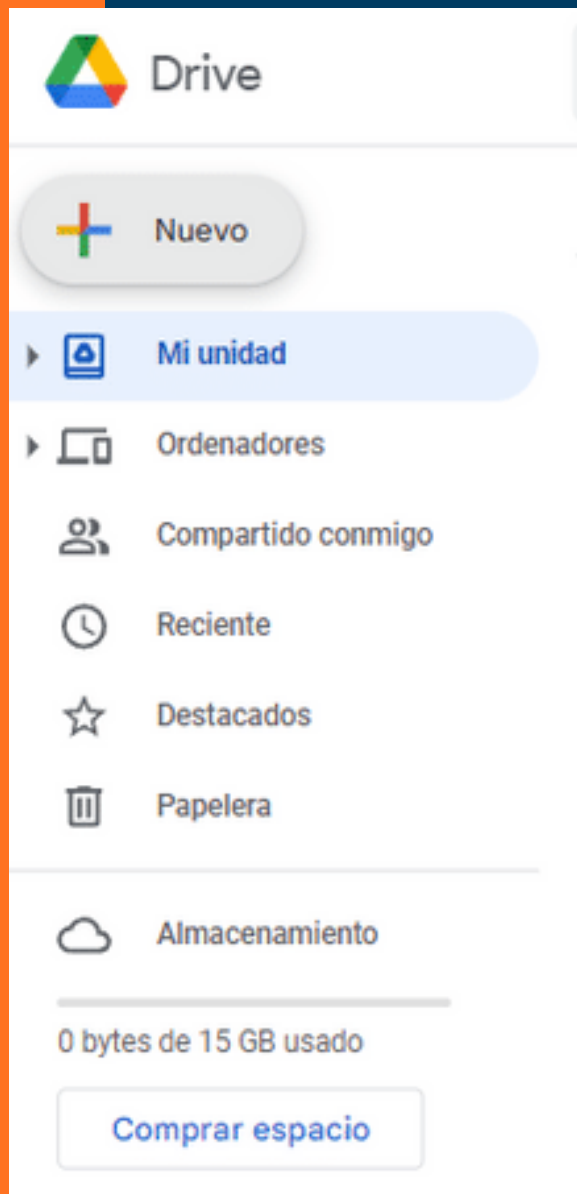 Drive
Nuevo
Mi unidad
Ordenadores
Compartido conmigo
Reciente
Destacados
Papelera
Almacenamiento
0 bytes de 15 GB usado
Comprar espacio